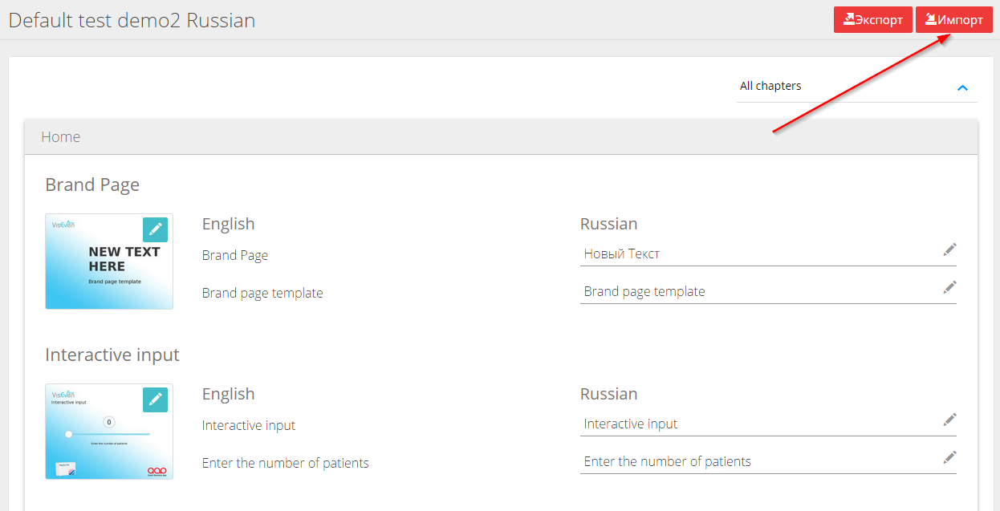 Default test demo2 Russian
Экспорт
Импорт
All chapters
Home
Brand Page
VisEven
NEW TEXT
HERE
Brand page template
English
Brand Page
Brand page template
Russian
Новый Текст
Brand page template
Interactive input
VisEven
Interactive input
0
Enter the number of patients
English
Interactive input
Enter the number of patients
Russian
Interactive input
Enter the number of patients